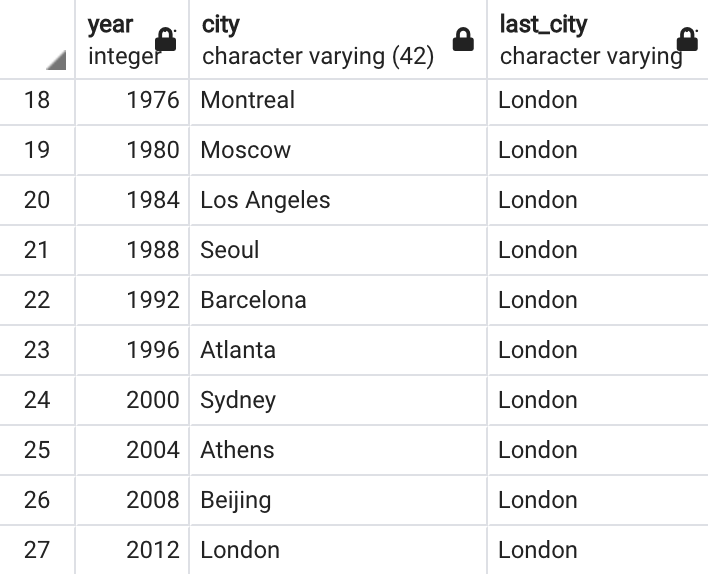 year city last_city
integer character varying (42) character varying
18 1976 Montreal London
19 1980 Moscow London
20 1984 Los Angeles London
21 1988 Seoul London
22 1992 Barcelona London
23 1996 Atlanta London
24 2000 Sydney London
25 2004 Athens London
26 2008 Beijing London
27 2012 London London